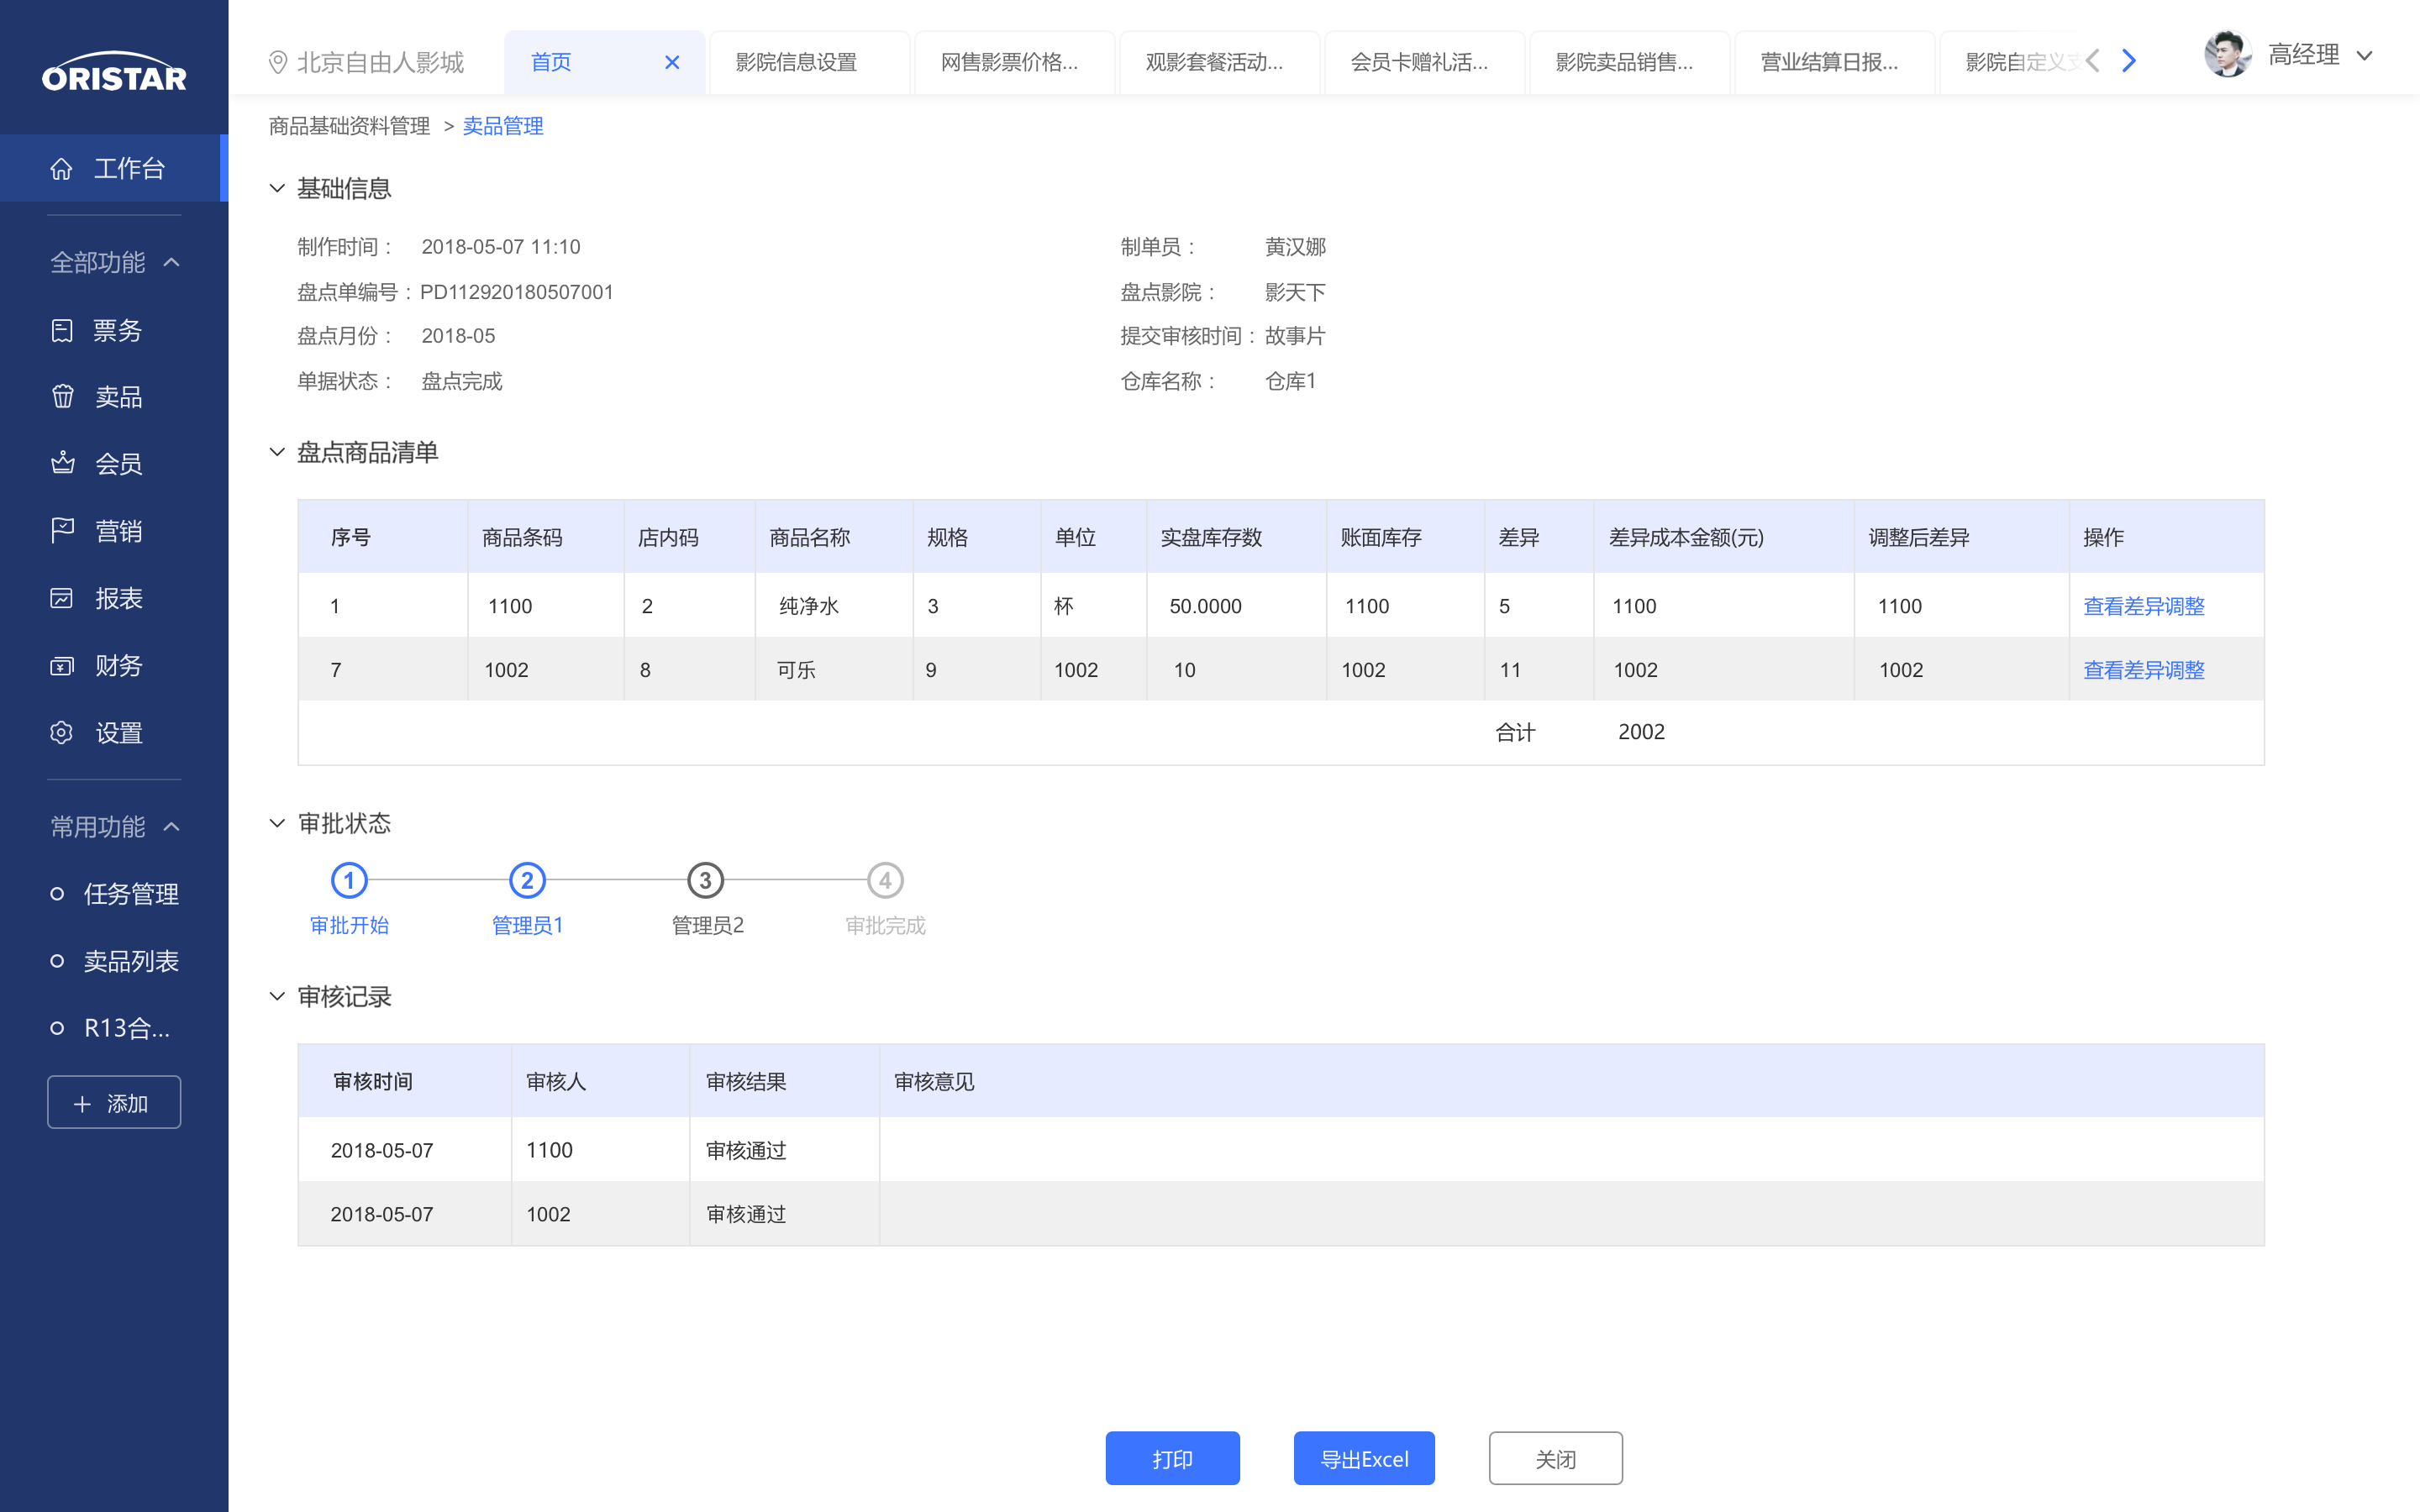 ORISTAR
工作台
全部功能
票务
卖品
会员
营销
报表
财务
设置
常用功能
任务管理
卖品列表
R13合...
添加
北京自由人影城
首页
影院信息设置
网售影票价格...
观影套餐活动...
会员卡赠礼活...
影院卖品销售...
营业结算日报...
影院自定义支
高经理
商品基础资料管理 > 卖品管理
基础信息
制作时间： 2018-05-07 11:10 制单员： 黄汉娜
盘点单编号：PD112920180507001 盘点影院： 影天下
盘点月份： 2018-05 提交审核时间：故事片
单据状态： 盘点完成 仓库名称： 仓库1
盘点商品清单
序号 商品条码 店内码 商品名称 规格 单位 实盘库存数 账面库存 差异 差异成本金额(元) 调整后差异 操作
1 1100 2 纯净水 3 杯 50.0000 1100 5 1100 1100 查看差异调整
7 1002 8 可乐 9 1002 10 1002 11 1002 1002 查看差异调整
合计 2002
审批状态
1 2 3 4
审批开始 管理员1 管理员2 审批完成
审核记录
审核时间 审核人 审核结果 审核意见
2018-05-07 1100 审核通过
2018-05-07 1002 审核通过
打印 导出Excel 关闭